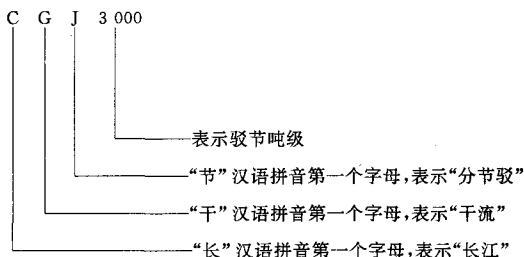 C G J 3 000
表示驳节吨级
“节”汉语拼音第一个字母,表示“分节驳”
“干”汉语拼音第一个字母,表示“干流”
“长”汉语拼音第一个字母,表示“长江”